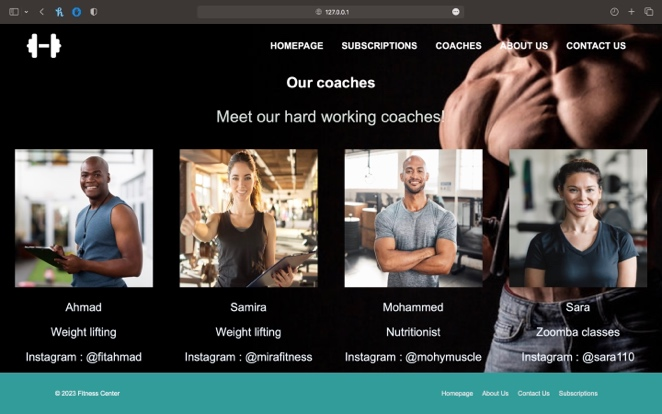 127.0.0.1
HOMEPAGE SUBSCRIPTIONS COACHES ABOUT US CONTACT US
Our coaches
Meet our hard working coaches!
Ahmad Samira Mohammed Sara
Weight lifting Weight lifting Nutritionist Zoomba classes
Instagram : @fitahmad Instagram : @mirafitness Instagram : @mohymuscle Instagram : @sara110
© 2023 Fitness Center Homepage About Us Contact Us Subscriptions